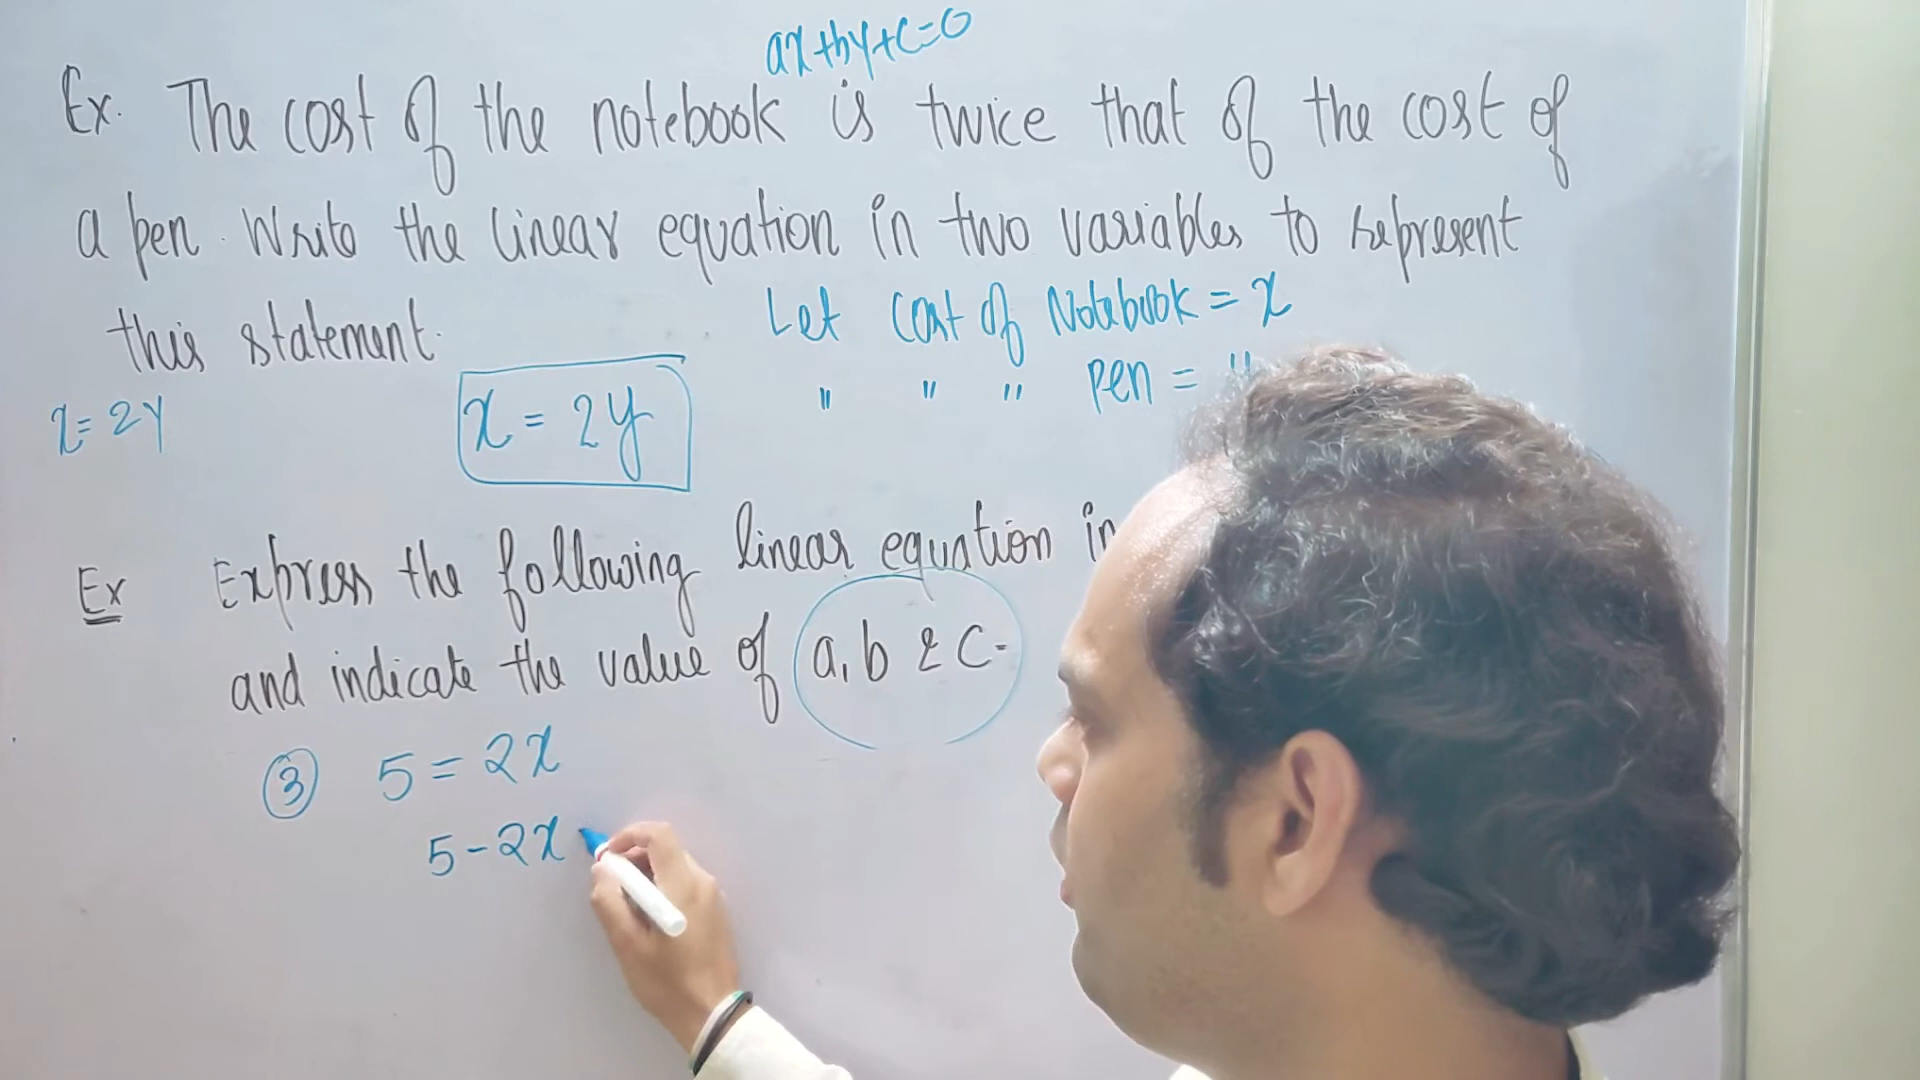 ax+by+c=0
Ex. The cost of the notebook is twice that of the cost of
a pen. Write the linear equation in two variables to represent
this statement.
Let cost of Notebook = x
" " " pen =
x = 2y
x = 2y
Ex Express the following linear equation in
and indicate the value of a, b & c.
③ 5 = 2x
5 - 2x